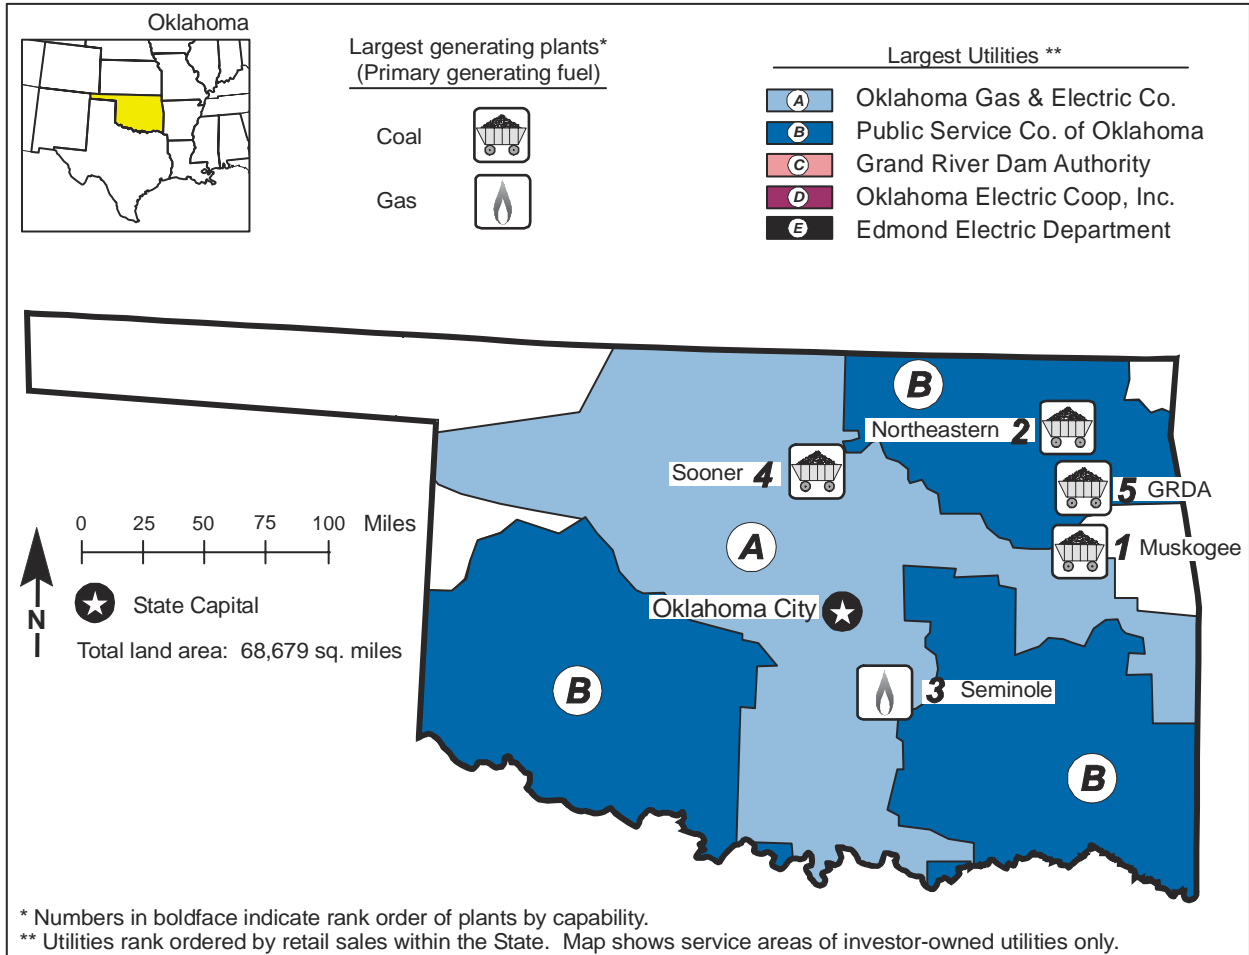 Oklahoma
Largest generating plants*
(Primary generating fuel)
Coal
Gas
Largest Utilities **
A Oklahoma Gas & Electric Co.
B Public Service Co. of Oklahoma
C Grand River Dam Authority
D Oklahoma Electric Coop, Inc.
E Edmond Electric Department
B
Northeastern 2
Sooner 4
5 GRDA
0 25 50 75 100 Miles
A
1 Muskogee
N
State Capital
Oklahoma City
Total land area: 68,679 sq. miles
B
3 Seminole
B
* Numbers in boldface indicate rank order of plants by capability.
** Utilities rank ordered by retail sales within the State. Map shows service areas of investor-owned utilities only.